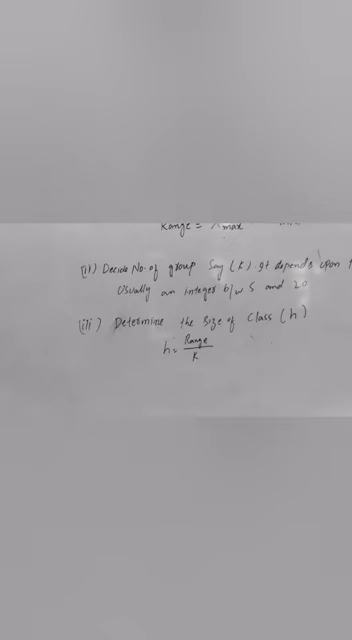 Range = Xmax
(ii) Decide No. of group Say (K). It depends upon
Usually an integer b/w 5 and 20
(iii) Determine the Size of Class (h)
h = Range / K